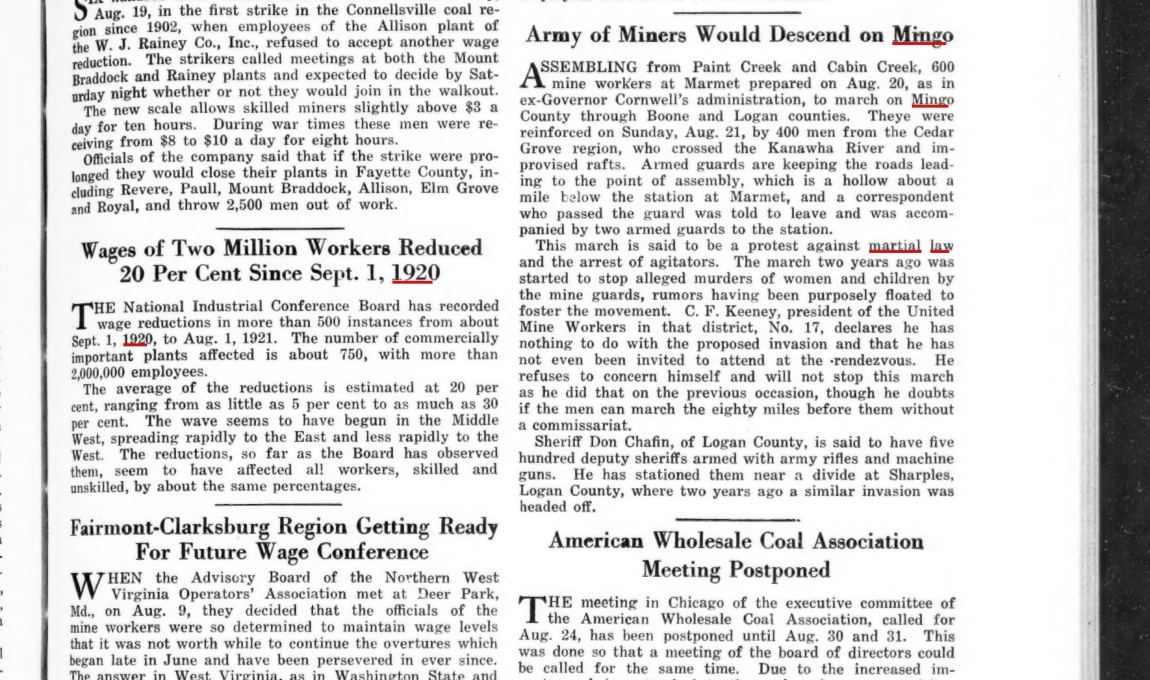 Aug. 19, in the first strike in the Connellsville coal re-
gion since 1902, when employees of the Allison plant of
the W. J. Rainey Co., Inc., refused to accept another wage
reduction. The strikers called meetings at both the Mount
Braddock and Rainey plants and expected to decide by Sat-
urday night whether or not they would join in the walkout.
The new scale allows skilled miners slightly above $3 a
day for ten hours. During war times these men were re-
ceiving from $8 to $10 a day for eight hours.
Officials of the company said that if the strike were pro-
longed they would close their plants in Fayette County, in-
cluding Revere, Paull, Mount Braddock, Allison, Elm Grove
and Royal, and throw 2,500 men out of work.
Wages of Two Million Workers Reduced
20 Per Cent Since Sept. 1, 1920
THE National Industrial Conference Board has recorded
wage reductions in more than 500 instances from about
Sept. 1, 1920, to Aug. 1, 1921. The number of commercially
important plants affected is about 750, with more than
2,000,000 employees.
The average of the reductions is estimated at 20 per
cent, ranging from as little as 5 per cent to as much as 30
per cent. The wave seems to have begun in the Middle
West, spreading rapidly to the East and less rapidly to the
West. The reductions, so far as the Board has observed
them, seem to have affected all workers, skilled and
unskilled, by about the same percentages.
Fairmont-Clarksburg Region Getting Ready
For Future Wage Conference
WHEN the Advisory Board of the Northern West
Virginia Operators' Association met at Deer Park,
Md., on Aug. 9, they decided that the officials of the
mine workers were so determined to maintain wage levels
that it was not worth while to continue the overtures which
began late in June and have been persevered in ever since.
The answer in West Virginia, as in Washington State and
Army of Miners Would Descend on Mingo
ASSEMBLING from Paint Creek and Cabin Creek, 600
mine workers at Marmet prepared on Aug. 20, as in
ex-Governor Cornwell's administration, to march on Mingo
County through Boone and Logan counties. Theye were
reinforced on Sunday, Aug. 21, by 400 men from the Cedar
Grove region, who crossed the Kanawha River and im-
provised rafts. Armed guards are keeping the roads lead-
ing to the point of assembly, which is a hollow about a
mile below the station at Marmet, and a correspondent
who passed the guard was told to leave and was accom-
panied by two armed guards to the station.
This march is said to be a protest against martial law
and the arrest of agitators. The march two years ago was
started to stop alleged murders of women and children by
the mine guards, rumors having been purposely floated to
foster the movement. C. F. Keeney, president of the United
Mine Workers in that district, No. 17, declares he has
nothing to do with the proposed invasion and that he has
not even been invited to attend at the rendezvous. He
refuses to concern himself and will not stop this march
as he did that on the previous occasion, though he doubts
if the men can march the eighty miles before them without
a commissariat.
Sheriff Don Chafin, of Logan County, is said to have five
hundred deputy sheriffs armed with army rifles and machine
guns. He has stationed them near a divide at Sharples,
Logan County, where two years ago a similar invasion was
headed off.
American Wholesale Coal Association
Meeting Postponed
THE meeting in Chicago of the executive committee of
the American Wholesale Coal Association, called for
Aug. 24, has been postponed until Aug. 30 and 31. This
was done so that a meeting of the board of directors could
be called for the same time. Due to the increased im-